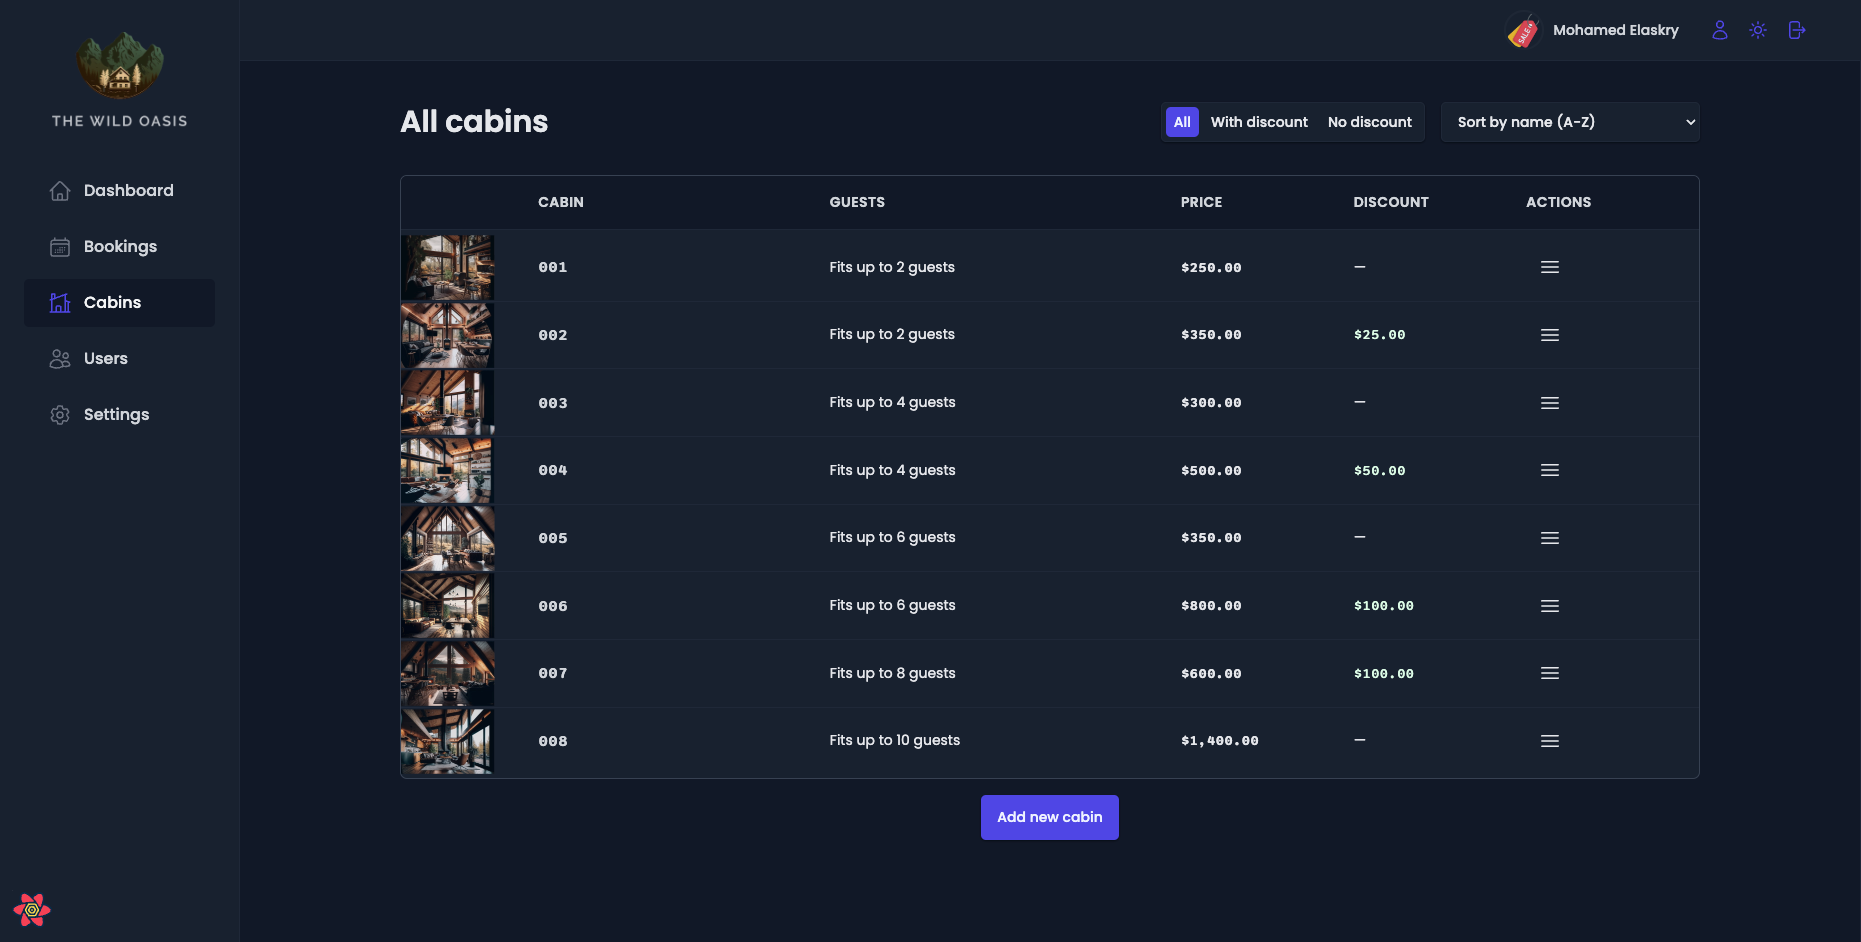 THE WILD OASIS
Dashboard
Bookings
Cabins
Users
Settings
SALE
Mohamed Elaskry
All cabins
All With discount No discount
Sort by name (A-Z)
CABIN GUESTS PRICE DISCOUNT ACTIONS
001 Fits up to 2 guests $250.00 —
002 Fits up to 2 guests $350.00 $25.00
003 Fits up to 4 guests $300.00 —
004 Fits up to 4 guests $500.00 $50.00
005 Fits up to 6 guests $350.00 —
006 Fits up to 6 guests $800.00 $100.00
007 Fits up to 8 guests $600.00 $100.00
008 Fits up to 10 guests $1,400.00 —
Add new cabin